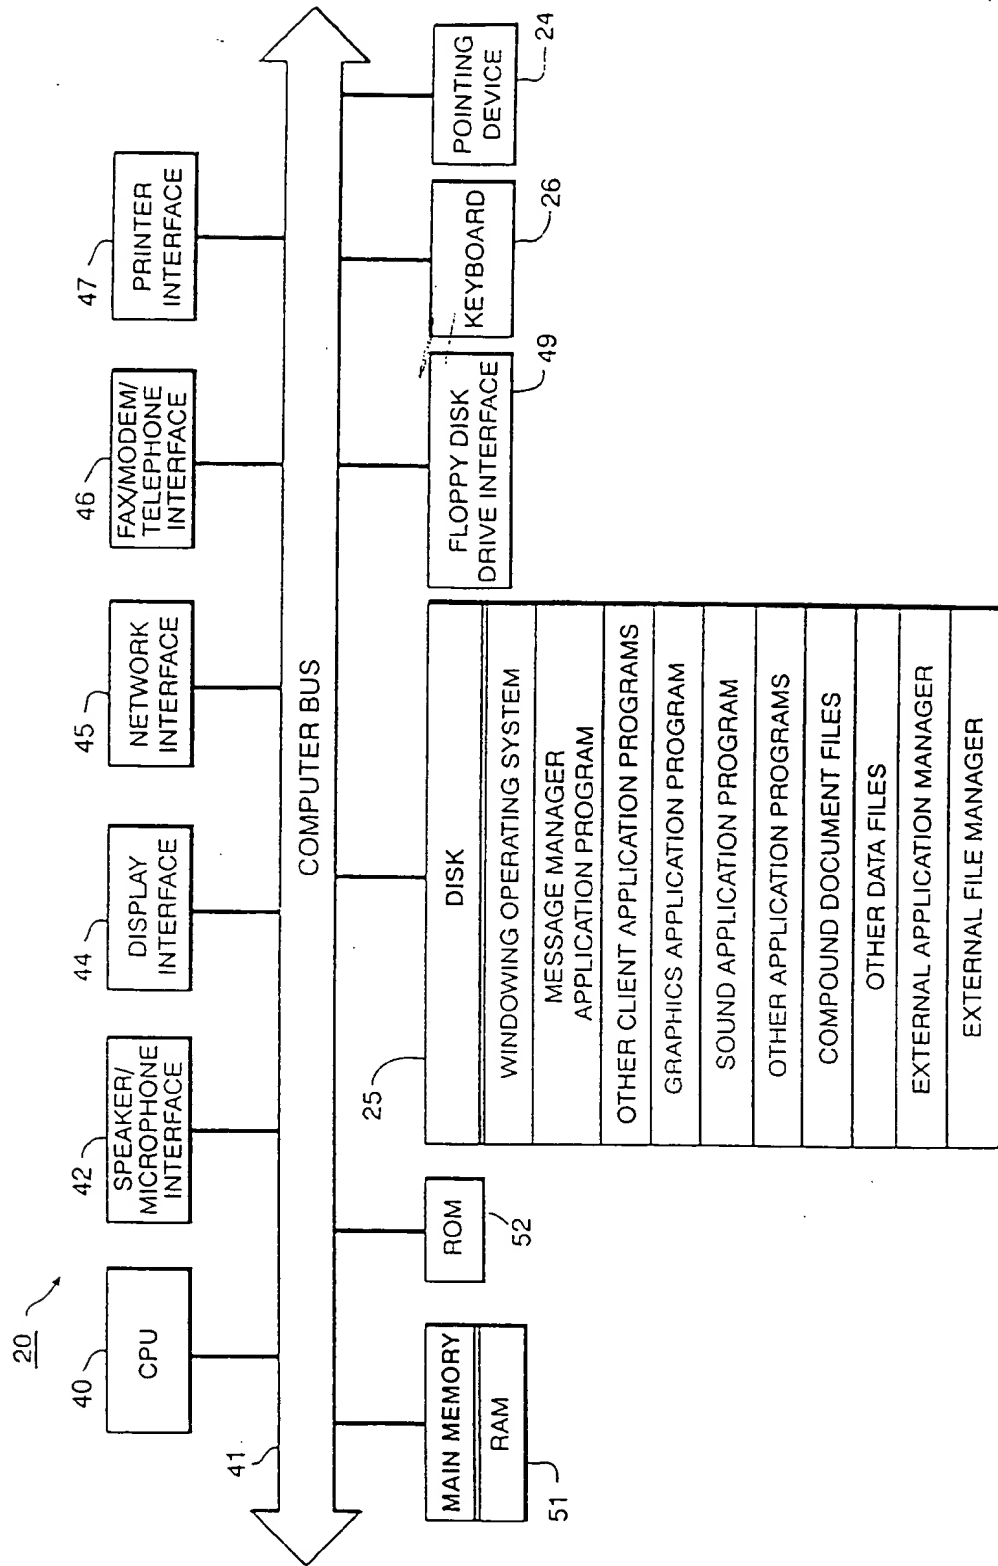 20
40
CPU
42
SPEAKER/
MICROPHONE
INTERFACE
44
DISPLAY
INTERFACE
45
NETWORK
INTERFACE
46
FAX/MODEM/
TELEPHONE
INTERFACE
47
PRINTER
INTERFACE
41
COMPUTER BUS
MAIN MEMORY
RAM
51
ROM
52
25
DISK
WINDOWING OPERATING SYSTEM
MESSAGE MANAGER
APPLICATION PROGRAM
OTHER CLIENT APPLICATION PROGRAMS
GRAPHICS APPLICATION PROGRAM
SOUND APPLICATION PROGRAM
OTHER APPLICATION PROGRAMS
COMPOUND DOCUMENT FILES
OTHER DATA FILES
EXTERNAL APPLICATION MANAGER
EXTERNAL FILE MANAGER
FLOPPY DISK
DRIVE INTERFACE
49
KEYBOARD
26
POINTING
DEVICE
24